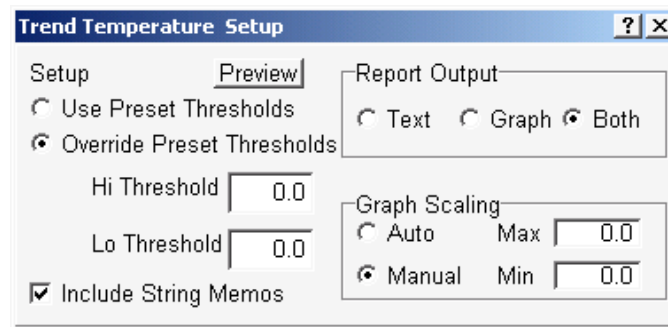 Trend Temperature Setup
? X
Setup Preview
Use Preset Thresholds
Override Preset Thresholds
Hi Threshold 0.0
Lo Threshold 0.0
Include String Memos
Report Output
Text Graph Both
Graph Scaling
Auto Max 0.0
Manual Min 0.0